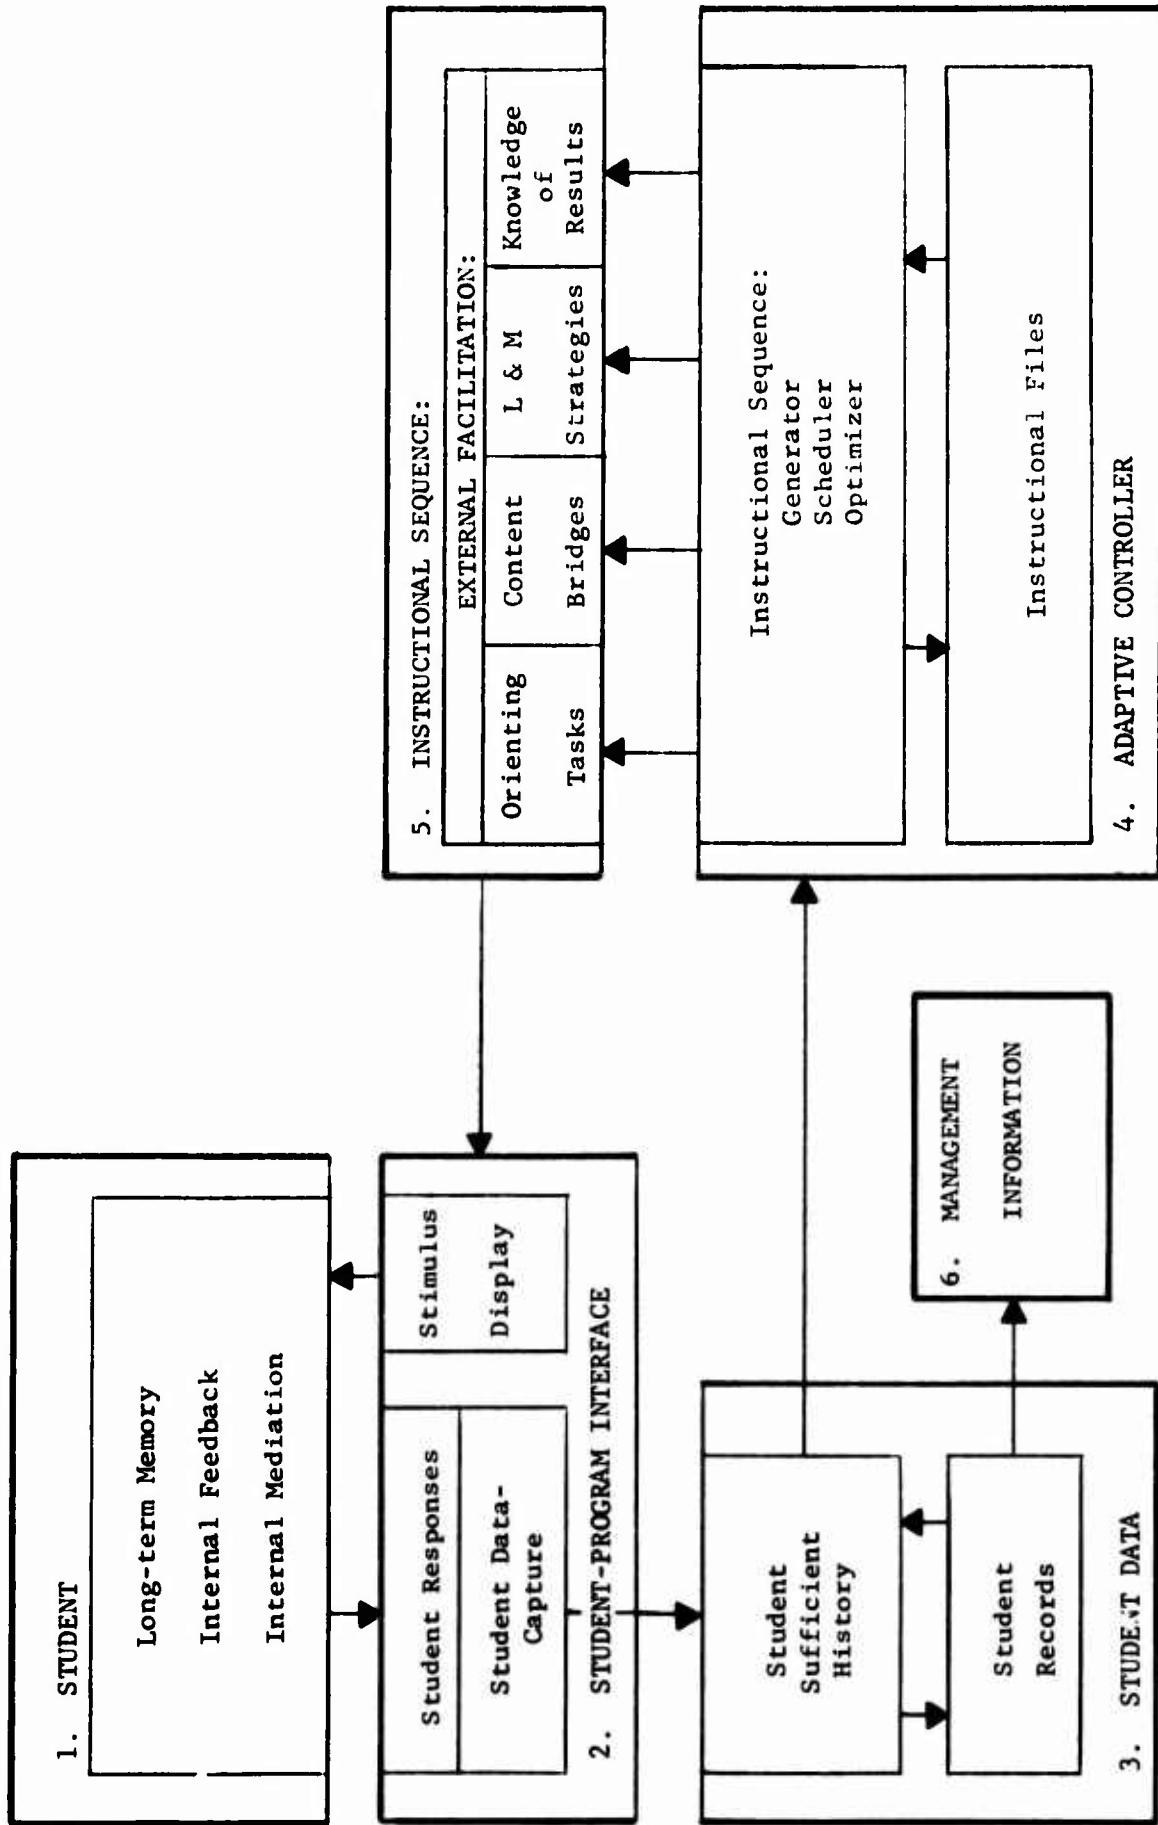 1. STUDENT
Long-term Memory
Internal Feedback
Internal Mediation
Student Responses
Student Data-
Capture
Stimulus
Display
2. STUDENT-PROGRAM INTERFACE
Student
Sufficient
History
Student
Records
3. STUDENT DATA
6. MANAGEMENT
INFORMATION
5. INSTRUCTIONAL SEQUENCE:
EXTERNAL FACILITATION:
Orienting
Tasks
Content
Bridges
L & M
Strategies
Knowledge
of
Results
Instructional Sequence:
Generator
Scheduler
Optimizer
Instructional Files
4. ADAPTIVE CONTROLLER